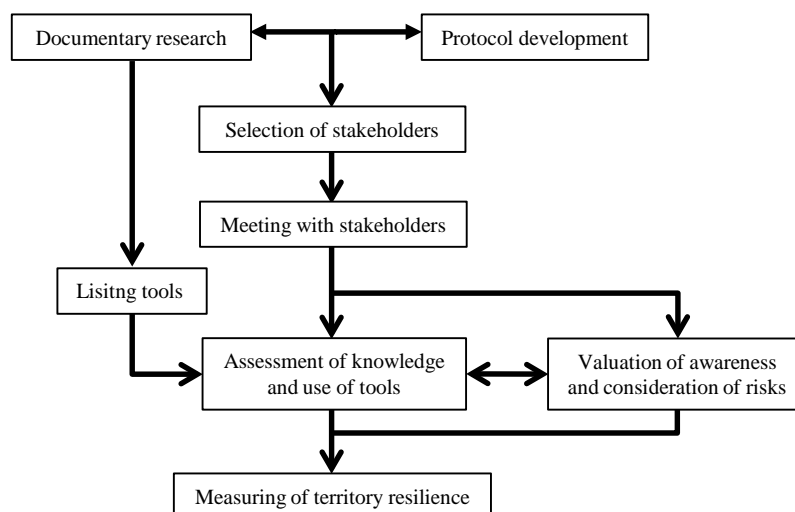 Documentary research
Protocol development
Selection of stakeholders
Meeting with stakeholders
Lisitng tools
Assessment of knowledge
and use of tools
Valuation of awareness
and consideration of risks
Measuring of territory resilience